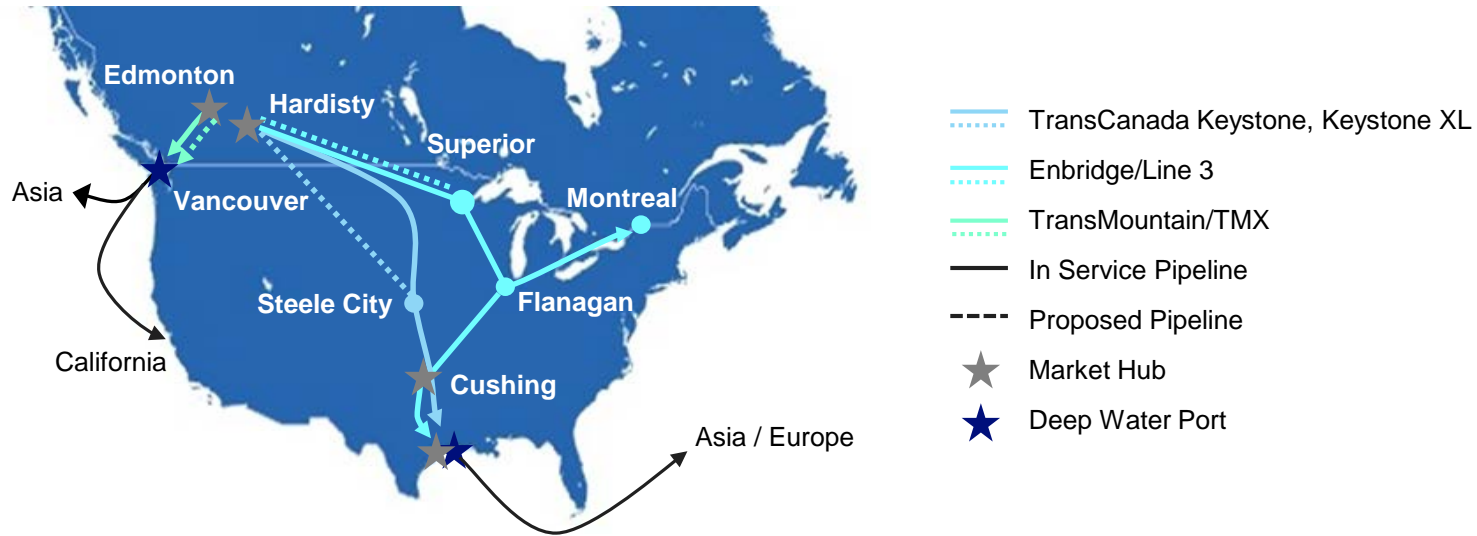 Edmonton
Hardisty
Superior
Montreal
Asia
Vancouver
Steele City
Flanagan
California
Cushing
Asia / Europe
TransCanada Keystone, Keystone XL
Enbridge/Line 3
TransMountain/TMX
In Service Pipeline
Proposed Pipeline
Market Hub
Deep Water Port